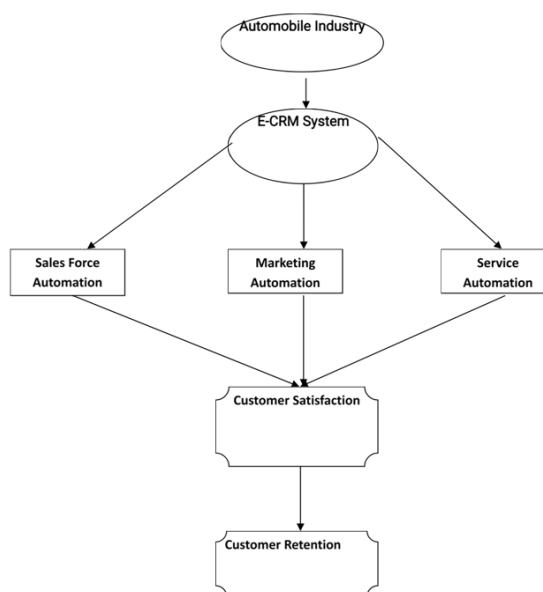 Automobile Industry
E-CRM System
Sales Force
Automation
Marketing
Automation
Service
Automation
Customer Satisfaction
Customer Retention